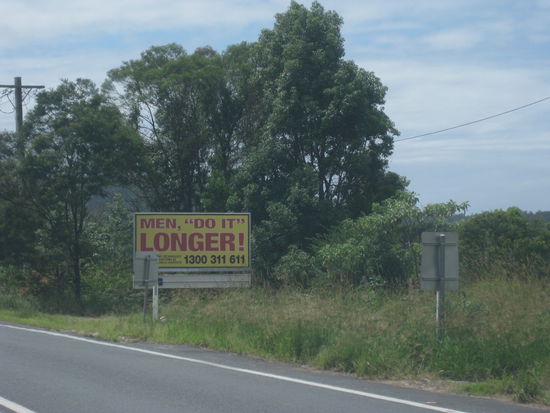 MEN, "DO IT"
LONGER!
1300 311 611